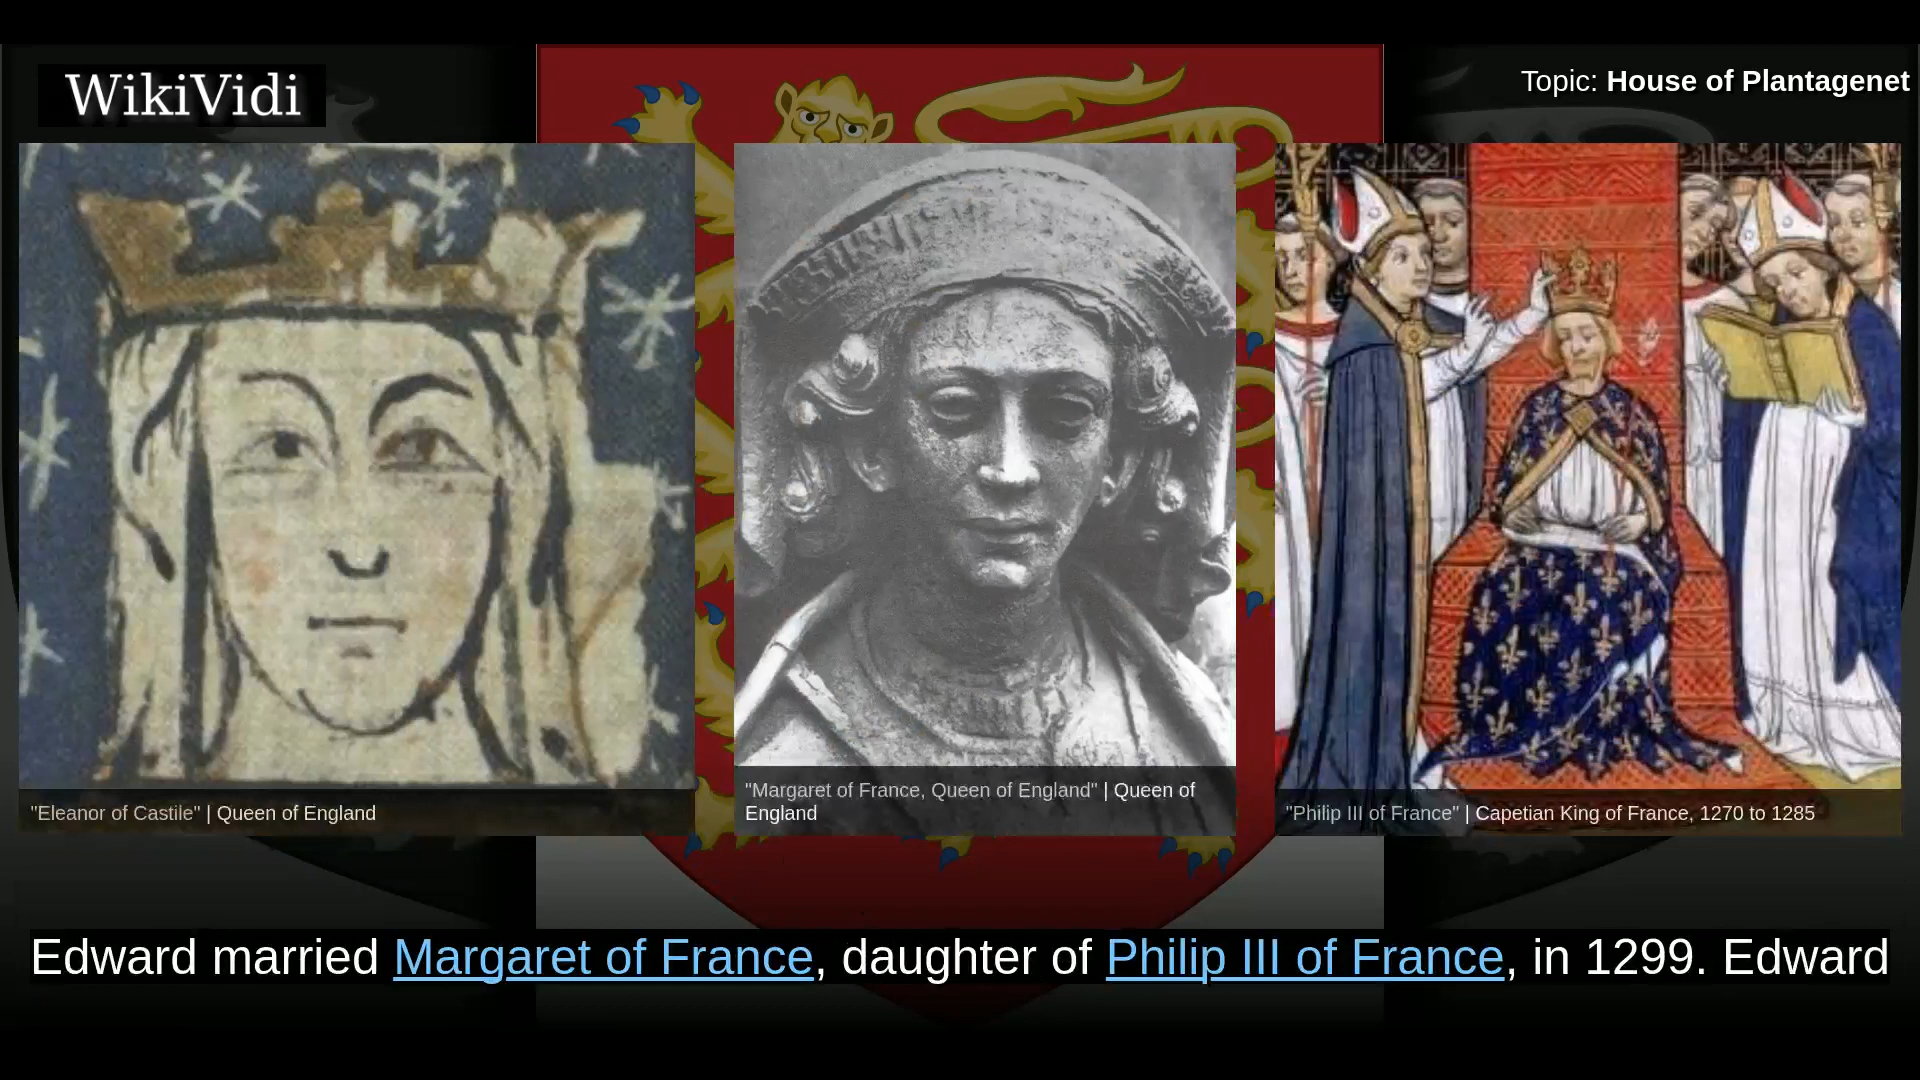 WikiVidi
Topic: House of Plantagenet
"Eleanor of Castile" | Queen of England
"Margaret of France, Queen of England" | Queen of
England
"Philip III of France" | Capetian King of France, 1270 to 1285
Edward married Margaret of France, daughter of Philip III of France, in 1299. Edward